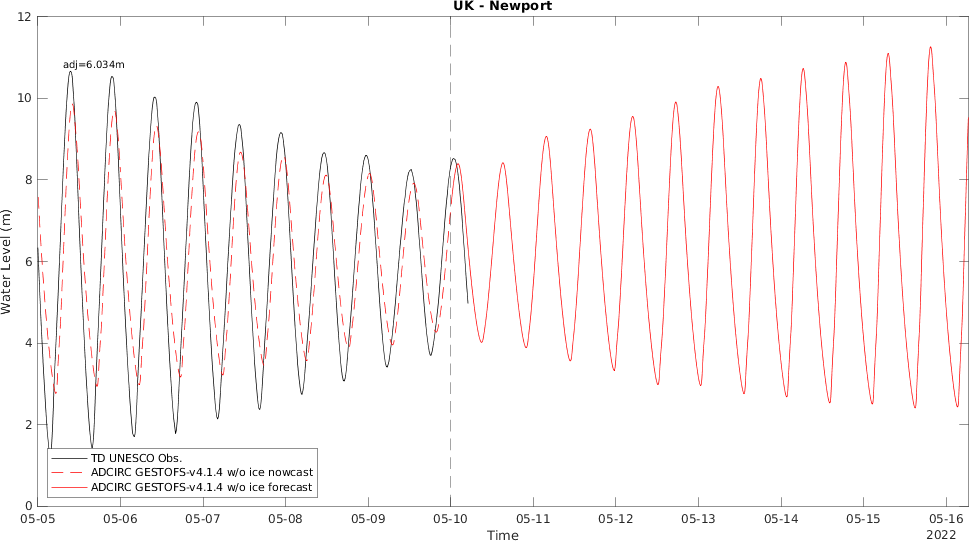 UK - Newport
12
adj=6.034m
10
8
6
4
2
0
Water Level (m)
TD UNESCO Obs.
ADCIRC GESTOFS-v4.1.4 w/o ice nowcast
ADCIRC GESTOFS-v4.1.4 w/o ice forecast
05-05 05-06 05-07 05-08 05-09 05-10 05-11 05-12 05-13 05-14 05-15 05-16
2022
Time